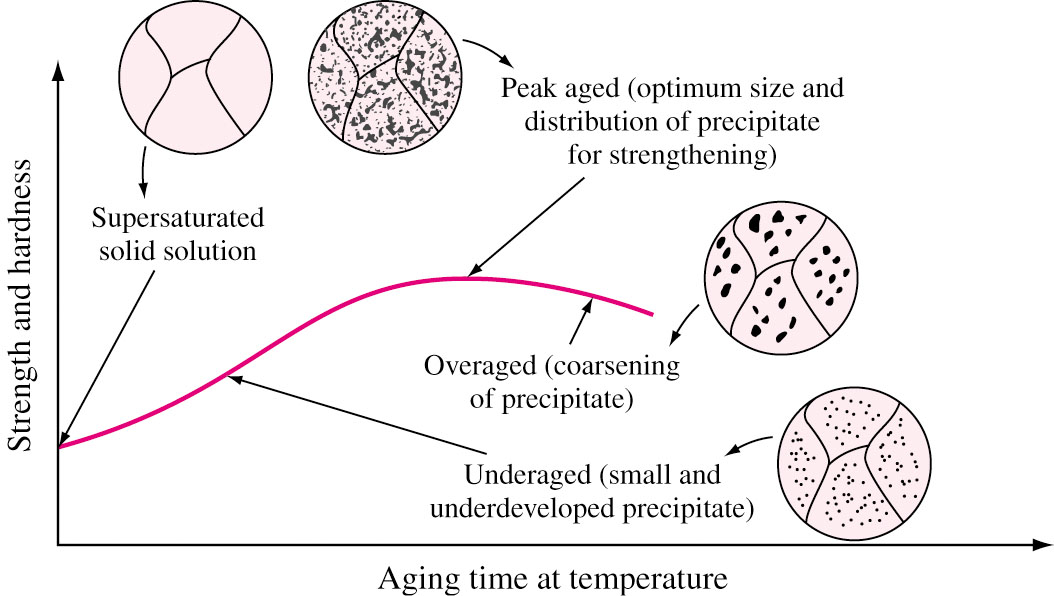 Peak aged (optimum size and
distribution of precipitate
for strengthening)
Supersaturated
solid solution
Strength and hardness
Overaged (coarsening
of precipitate)
Underaged (small and
underdeveloped precipitate)
Aging time at temperature